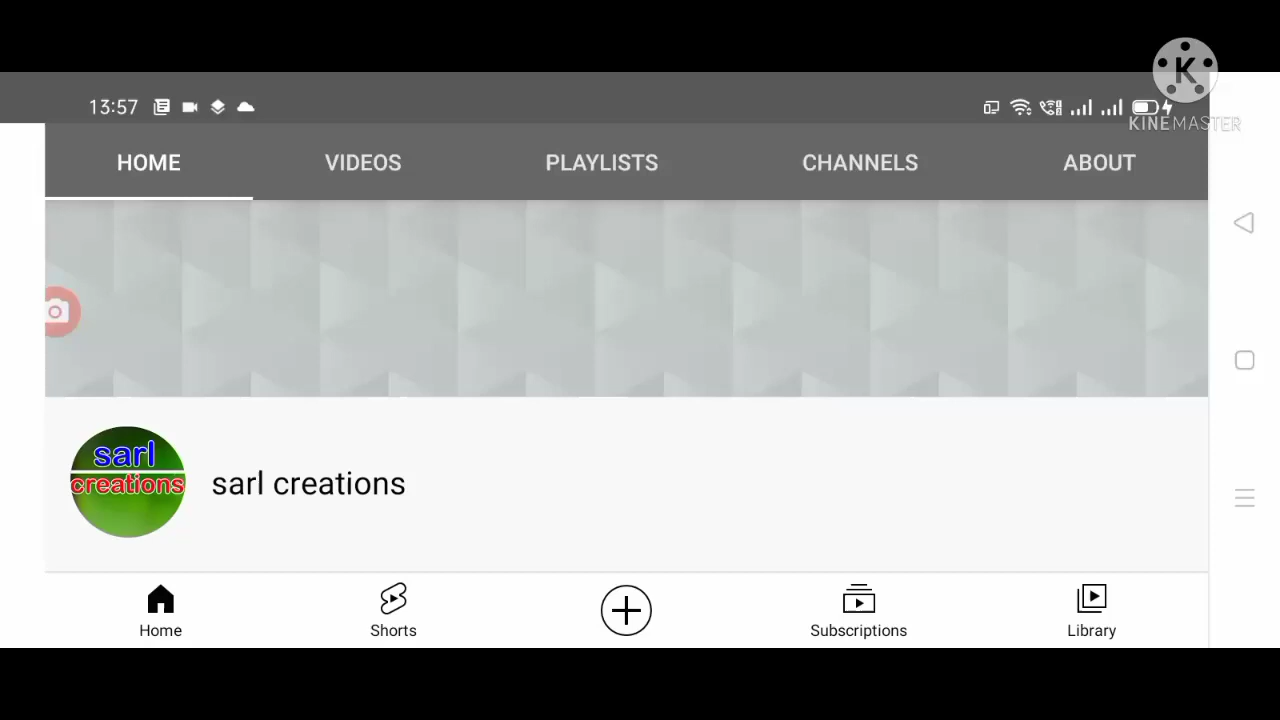 13:57
K
KINEMASTER
HOME VIDEOS PLAYLISTS CHANNELS ABOUT
sarl
creations
sarl creations
Home Shorts Subscriptions Library